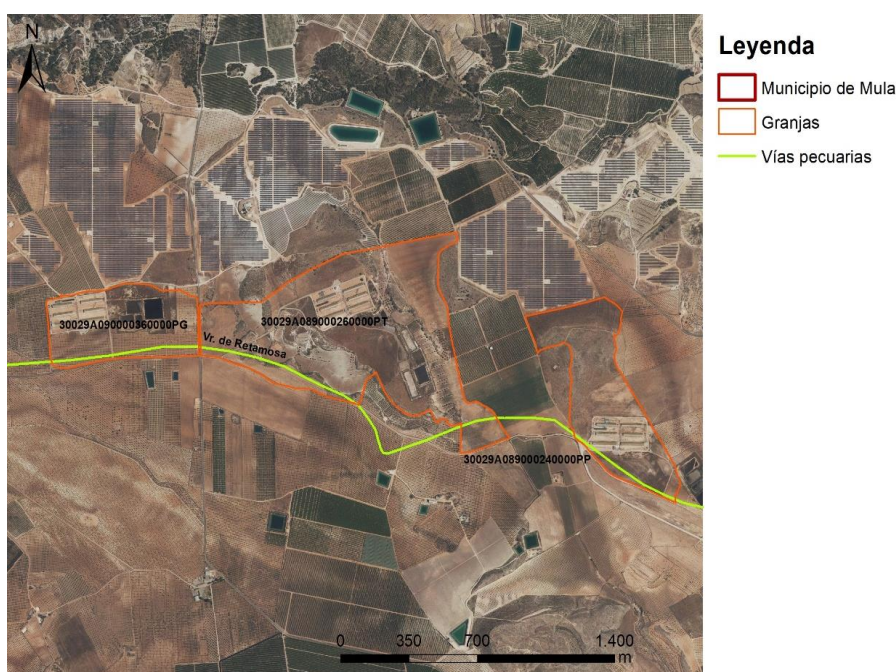 N
Leyenda
Municipio de Mula
Granjas
Vías pecuarias
30029A090000360000PG
30029A089000260000PT
Vr. de Retamosa
30029A089000240000PP
0 350 700 1.400
m